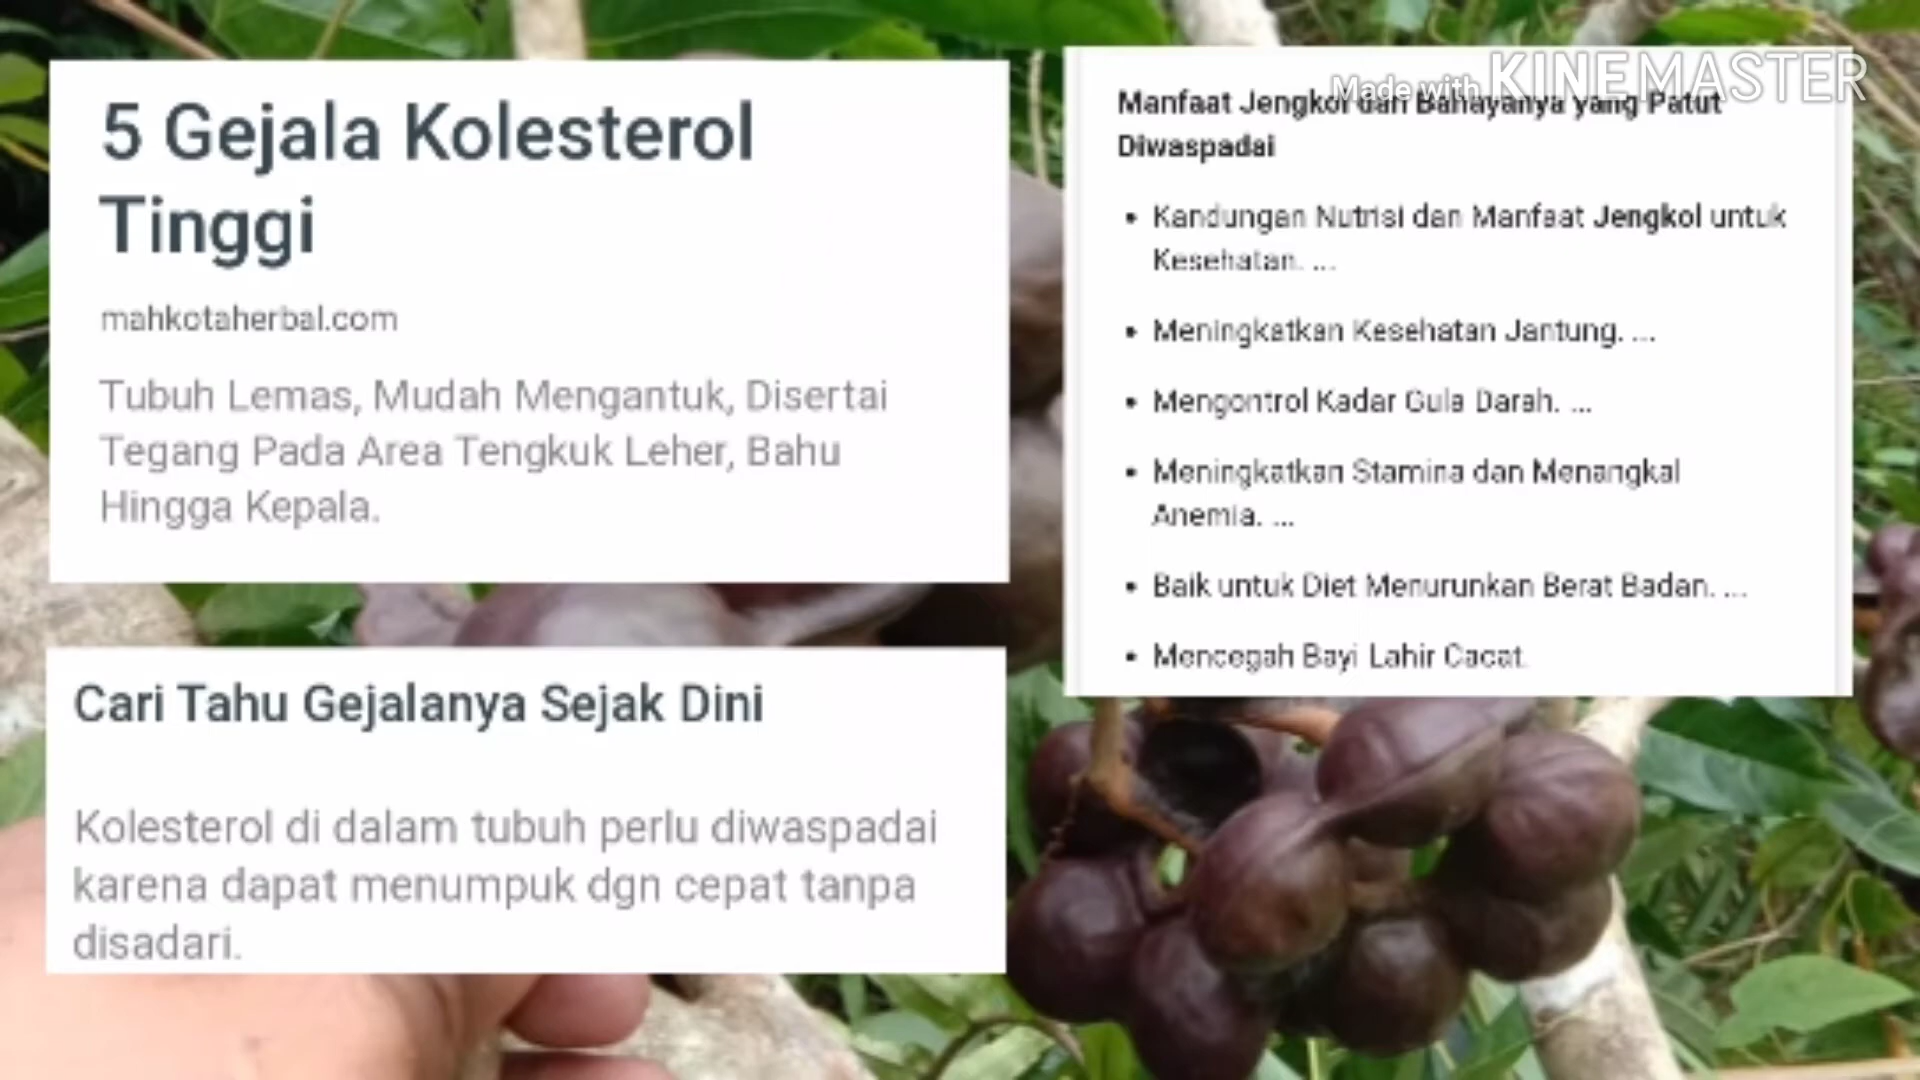 5 Gejala Kolesterol
Tinggi
mahkotaherbal.com
Tubuh Lemas, Mudah Mengantuk, Disertai
Tegang Pada Area Tengkuk Leher, Bahu
Hingga Kepala.
Cari Tahu Gejalanya Sejak Dini
Kolesterol di dalam tubuh perlu diwaspadai
karena dapat menumpuk dgn cepat tanpa
disadari.
Made with KINEMASTER
Manfaat Jengkol dan Bahayanya yang Patut
Diwaspadai
• Kandungan Nutrisi dan Manfaat Jengkol untuk
Kesehatan. ...
• Meningkatkan Kesehatan Jantung. ...
• Mengontrol Kadar Gula Darah. ...
• Meningkatkan Stamina dan Menangkal
Anemia. ...
• Baik untuk Diet Menurunkan Berat Badan. ...
• Mencegah Bayi Lahir Cacat.